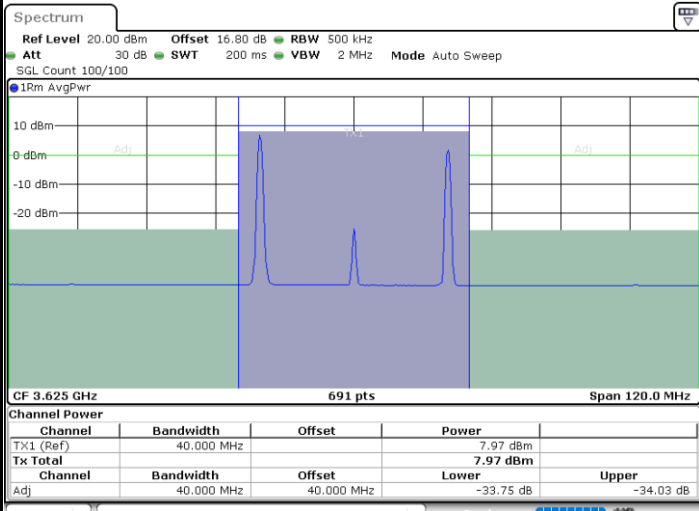 Spectrum
Ref Level 20.00 dBm Offset 16.80 dB RBW 500 kHz
Att 30 dB SWT 200 ms VBW 2 MHz Mode Auto Sweep
SGL Count 100/100
1Rm AvgPwr
10 dBm
Tx1
Adj
Adj
0 dBm
-10 dBm
-20 dBm
CF 3.625 GHz 691 pts Span 120.0 MHz
Channel Power
Channel Bandwidth Offset Power
TX1 (Ref) 40.000 MHz 7.97 dBm
Tx Total 7.97 dBm
Channel Bandwidth Offset Lower Upper
Adj 40.000 MHz 40.000 MHz -33.75 dB -34.03 dB